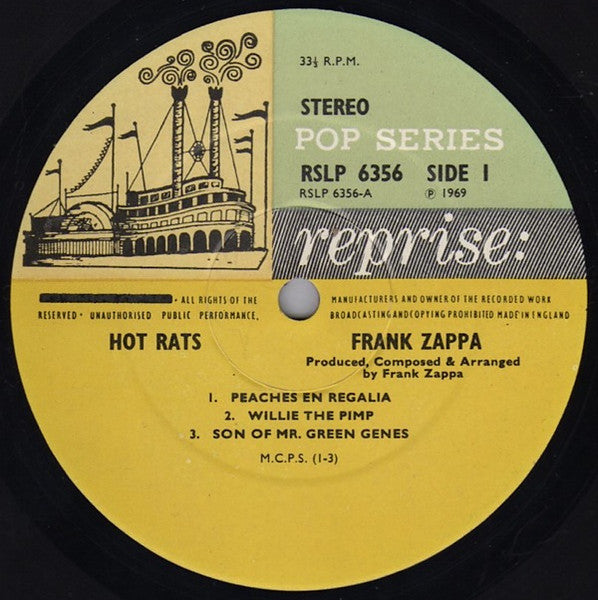 33⅓ R.P.M.
STEREO
POP SERIES
RSLP 6356 SIDE 1
RSLP 6356-A ℗ 1969
reprise:
• ALL RIGHTS OF THE MANUFACTURERS AND OWNER OF THE RECORDED WORK
RESERVED • UNAUTHORISED PUBLIC PERFORMANCE, BROADCASTING AND COPYING PROHIBITED MADE IN ENGLAND
HOT RATS FRANK ZAPPA
Produced, Composed & Arranged
by Frank Zappa
1. PEACHES EN REGALIA
2. WILLIE THE PIMP
3. SON OF MR. GREEN GENES
M.C.P.S. (1-3)